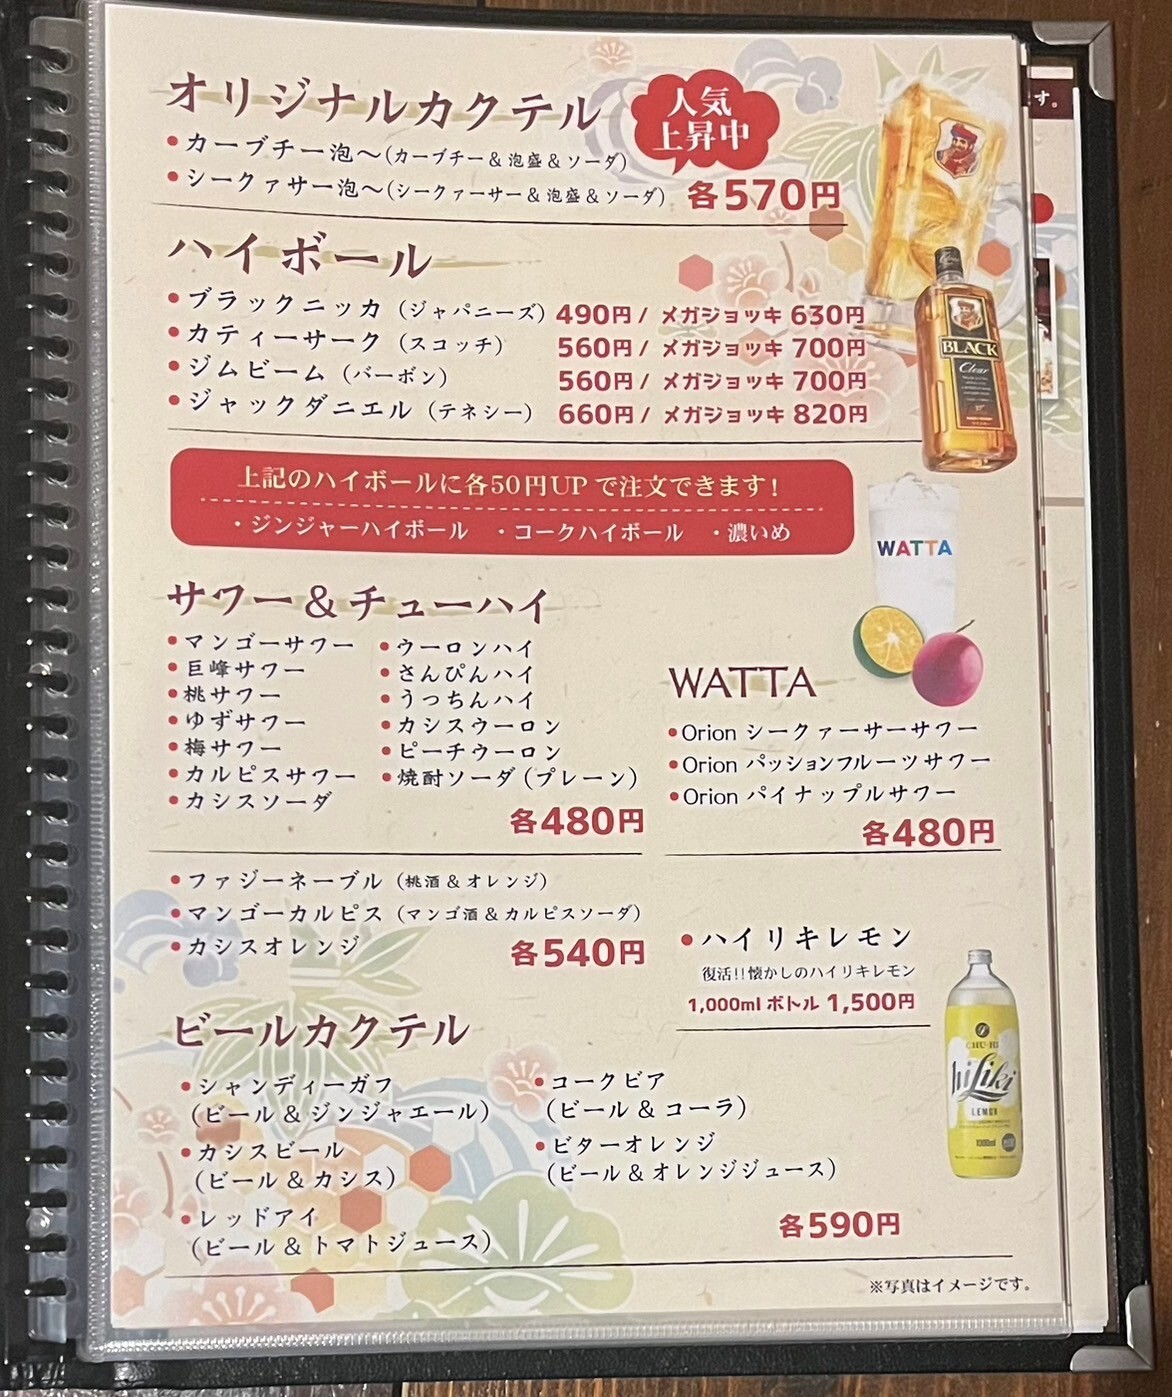 オリジナルカクテル
人気
上昇中
・カーブチー泡〜(カーブチー&泡盛&ソーダ)
・シークァサー泡〜(シークァーサー&泡盛&ソーダ)
各570円
ハイボール
・ブラックニッカ (ジャパニーズ) 490円 / メガジョッキ 630円
・カティーサーク (スコッチ) 560円 / メガジョッキ 700円
・ジムビーム (バーボン) 560円 / メガジョッキ 700円
・ジャックダニエル (テネシー) 660円 / メガジョッキ 820円
BLACK
Clear
上記のハイボールに各50円UPで注文できます!
・ジンジャーハイボール ・コークハイボール ・濃いめ
WATTA
サワー&チューハイ
・マンゴーサワー
・巨峰サワー
・桃サワー
・ゆずサワー
・梅サワー
・カルピスサワー
・カシスソーダ
・ウーロンハイ
・さんぴんハイ
・うっちんハイ
・カシスウーロン
・ピーチウーロン
・焼酎ソーダ(プレーン)
各480円
WATTA
・Orion シークァーサーサワー
・Orion パッションフルーツサワー
・Orion パイナップルサワー
各480円
・ファジーネーブル (桃酒&オレンジ)
・マンゴーカルピス (マンゴ酒&カルピスソーダ)
・カシスオレンジ
各540円
・ハイリキレモン
復活!!懐かしのハイリキレモン
1,000ml ボトル 1,500円
CHU-HI
hiLiki
LEMON
1000ml
ビールカクテル
・シャンディーガフ
(ビール&ジンジャエール)
・カシスビール
(ビール&カシス)
・レッドアイ
(ビール&トマトジュース)
・コークビア
(ビール&コーラ)
・ビターオレンジ
(ビール&オレンジジュース)
各590円
※写真はイメージです。
す。